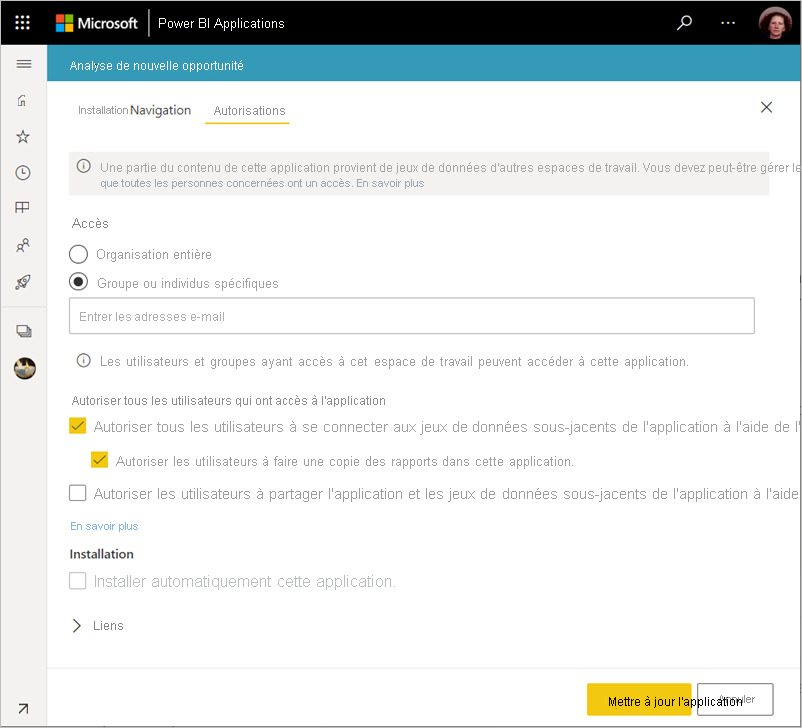 Microsoft Power BI Applications
Analyse de nouvelle opportunité
Installation Navigation Autorisations
Une partie du contenu de cette application provient de jeux de données d'autres espaces de travail. Vous devez peut-être gérer le
que toutes les personnes concernées ont un accès. En savoir plus
Accès
Organisation entière
Groupe ou individus spécifiques
Entrer les adresses e-mail
Les utilisateurs et groupes ayant accès à cet espace de travail peuvent accéder à cette application.
Autoriser tous les utilisateurs qui ont accès à l'application
Autoriser tous les utilisateurs à se connecter aux jeux de données sous-jacents de l'application à l'aide de l'
Autoriser les utilisateurs à faire une copie des rapports dans cette application.
Autoriser les utilisateurs à partager l'application et les jeux de données sous-jacents de l'application à l'aide
En savoir plus
Installation
Installer automatiquement cette application.
Liens
Mettre à jour l'application Annuler